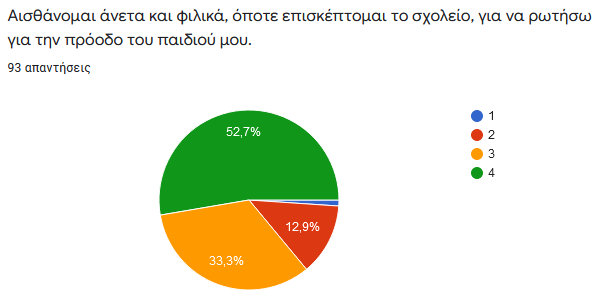 Αισθάνομαι άνετα και φιλικά, όποτε επισκέπτομαι το σχολείο, για να ρωτήσω
για την πρόοδο του παιδιού μου.
93 απαντήσεις
1
2
3
4
52,7%
12,9%
33,3%